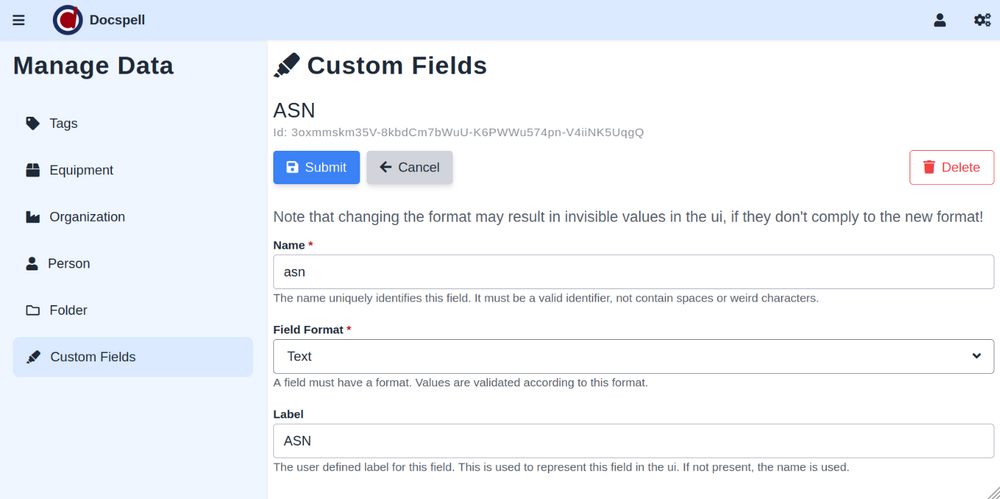 Docspell
Manage Data
Tags
Equipment
Organization
Person
Folder
Custom Fields
Custom Fields
ASN
Id: 3oxmmskm35V-8kbdCm7bWuU-K6PWWu574pn-V4iiNK5UqgQ
Submit
Cancel
Delete
Note that changing the format may result in invisible values in the ui, if they don't comply to the new format!
Name *
asn
The name uniquely identifies this field. It must be a valid identifier, not contain spaces or weird characters.
Field Format *
Text
A field must have a format. Values are validated according to this format.
Label
ASN
The user defined label for this field. This is used to represent this field in the ui. If not present, the name is used.